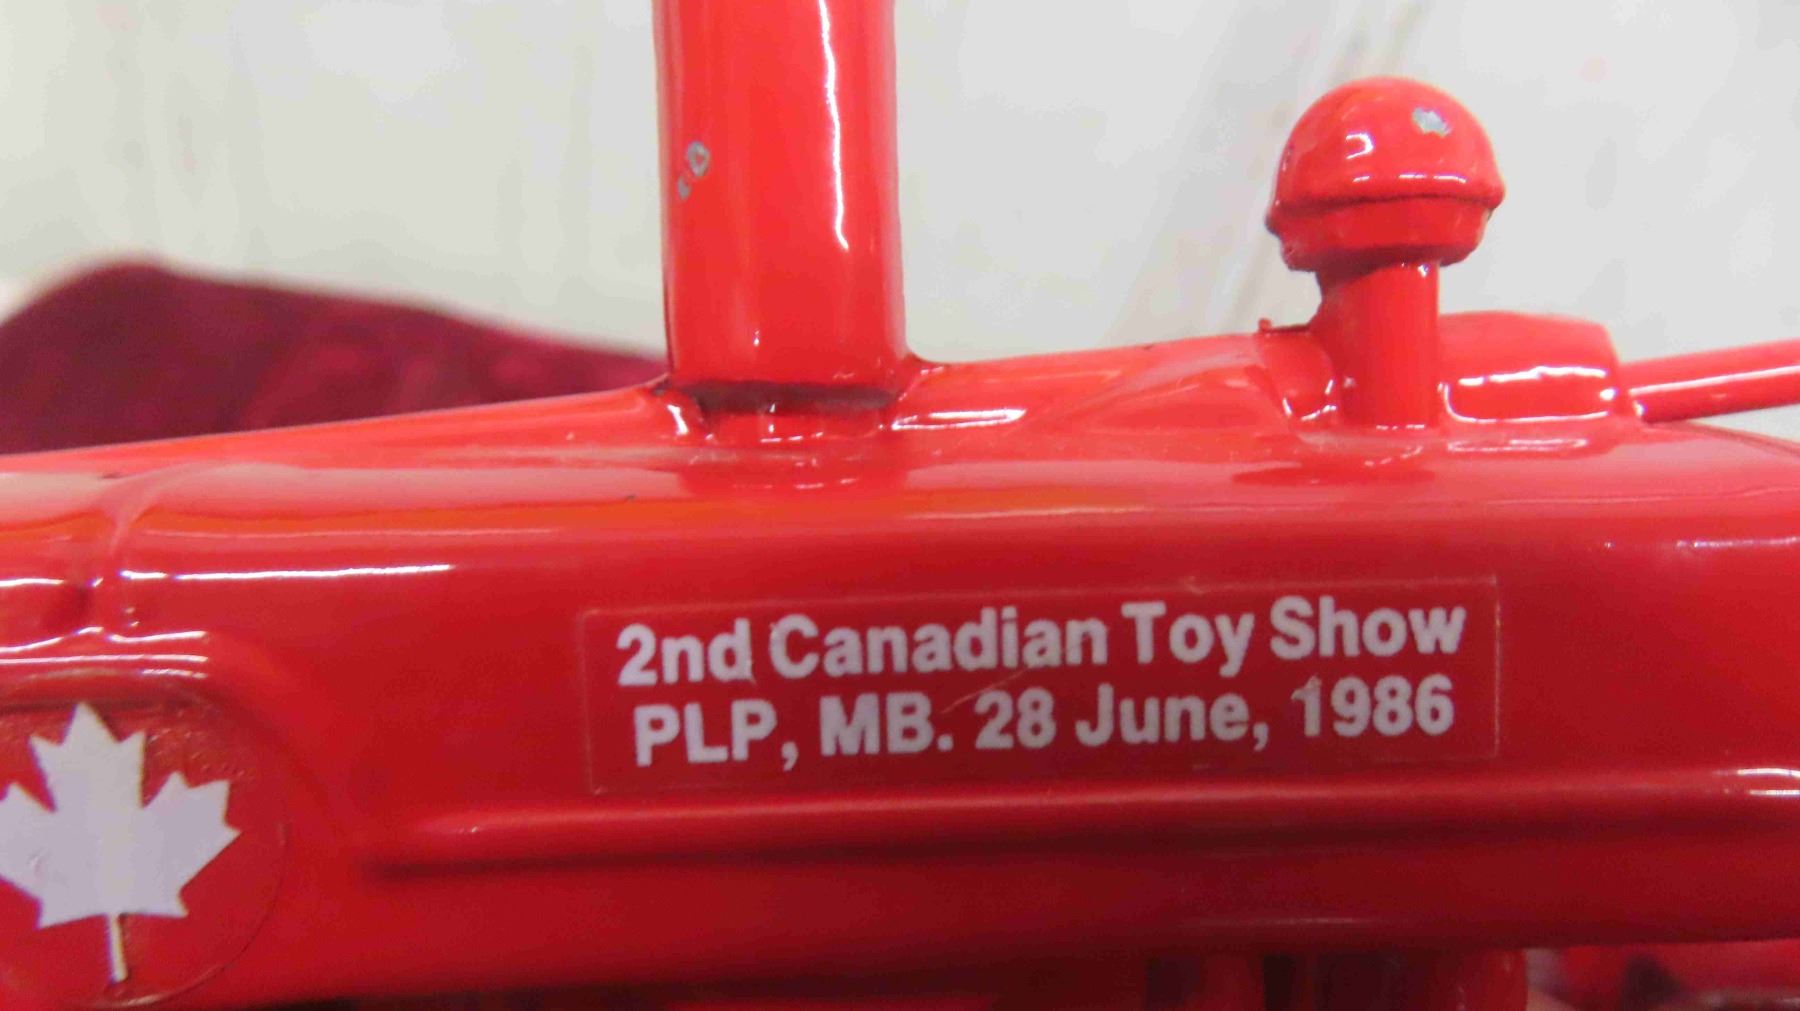 2nd Canadian Toy Show
PLP, MB. 28 June, 1986